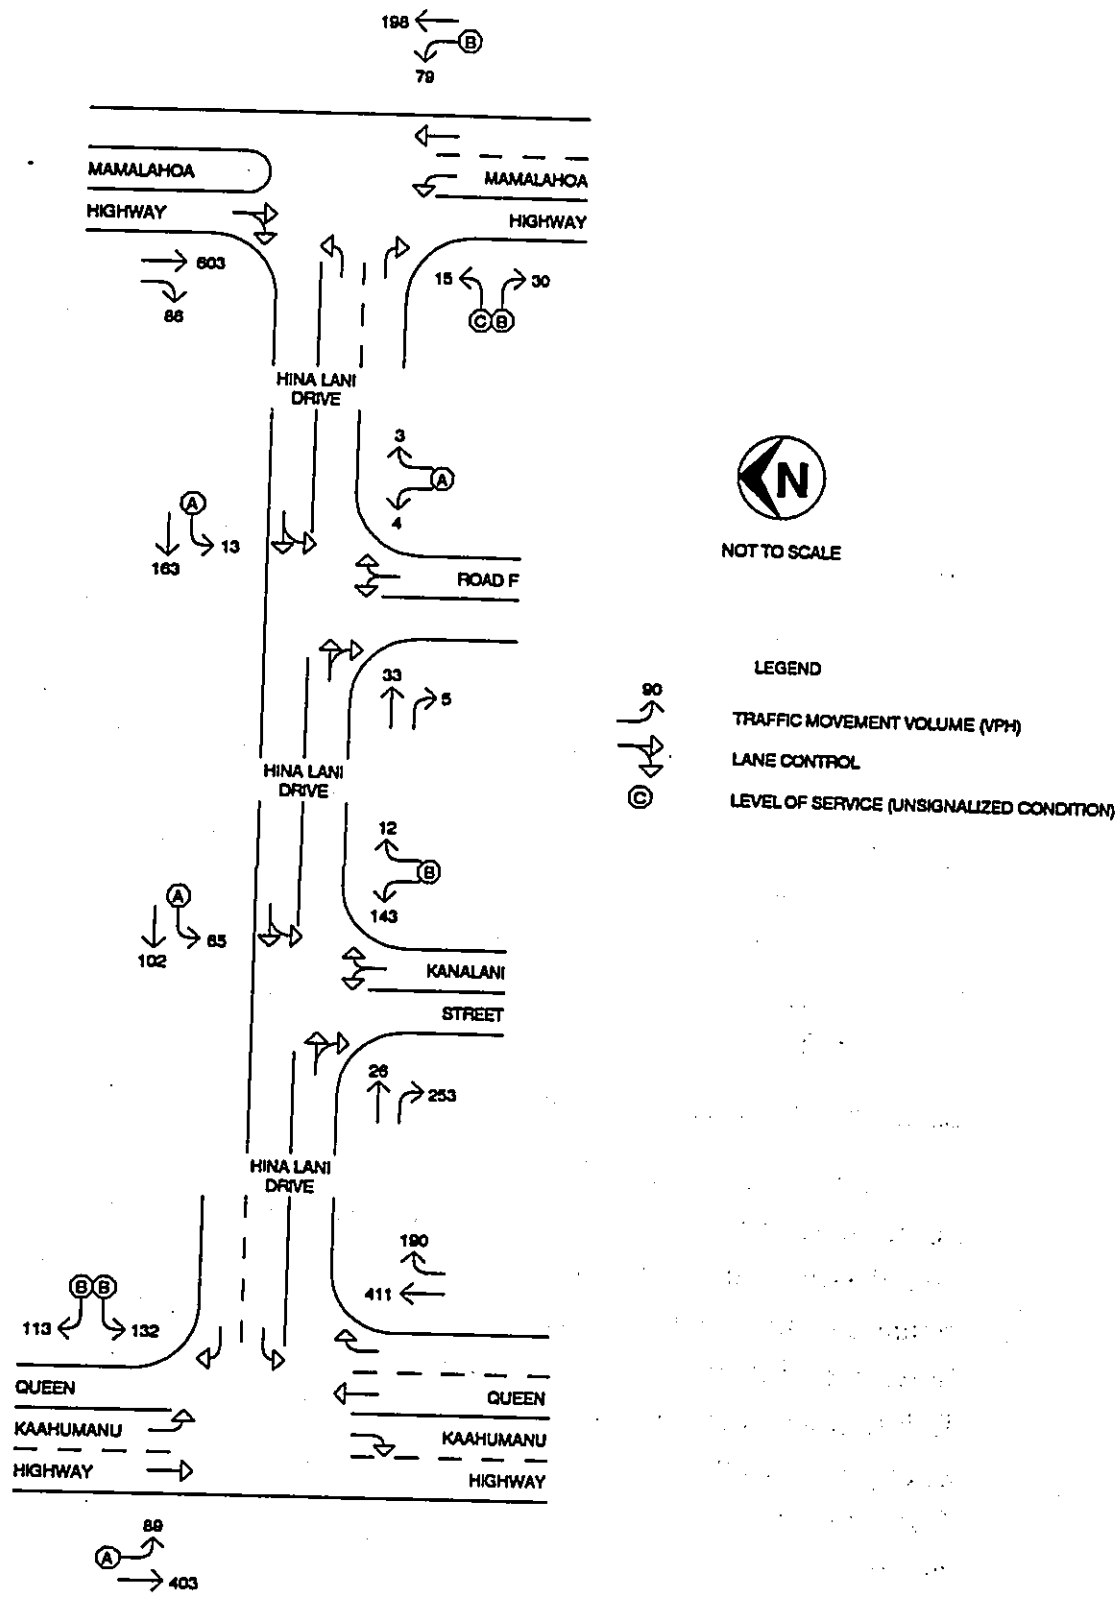 198
B
79
MAMALAHOA
MAMALAHOA
HIGHWAY
HIGHWAY
603
86
15
30
C B
HINA LANI
DRIVE
3
A
4
A
13
163
N
NOT TO SCALE
ROAD F
33
5
LEGEND
90
TRAFFIC MOVEMENT VOLUME (VPH)
LANE CONTROL
C
LEVEL OF SERVICE (UNSIGNALIZED CONDITION)
HINA LANI
DRIVE
12
B
143
A
65
102
KANALANI
STREET
26
253
HINA LANI
DRIVE
190
411
B B
113
132
QUEEN
QUEEN
KAAHUMANU
KAAHUMANU
HIGHWAY
HIGHWAY
89
A
403